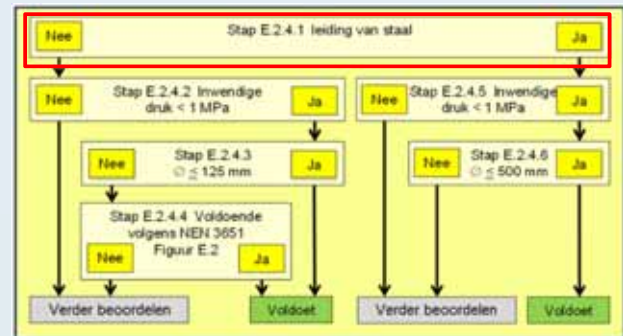 Nee Stap E.2.4.1 leiding van staal Ja
Nee Stap E.2.4.2 Inwendige Ja
druk < 1 MPa
Nee Stap E.2.4.5 Inwendige Ja
druk < 1 MPa
Nee Stap E.2.4.3 Ja
∅ ≤ 125 mm
Nee Stap E.2.4.6 Ja
∅ ≤ 500 mm
Stap E.2.4.4 Voldoende
volgens NEN 3651
Figuur E.2
Nee Ja
Verder beoordelen
Voldoet
Verder beoordelen
Voldoet